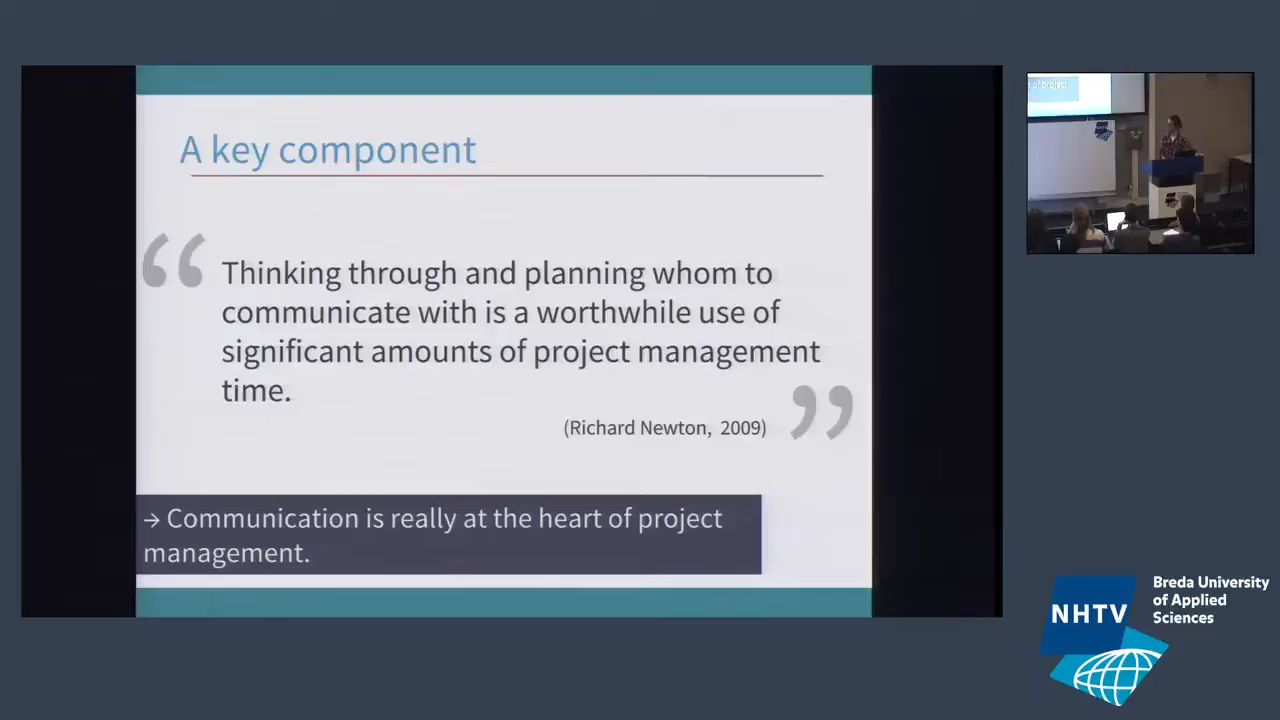 A key component
“
Thinking through and planning whom to
communicate with is a worthwhile use of
significant amounts of project management
time.
”
(Richard Newton, 2009)
→ Communication is really at the heart of project
management.
of project
NHTV
Breda University
of Applied
Sciences